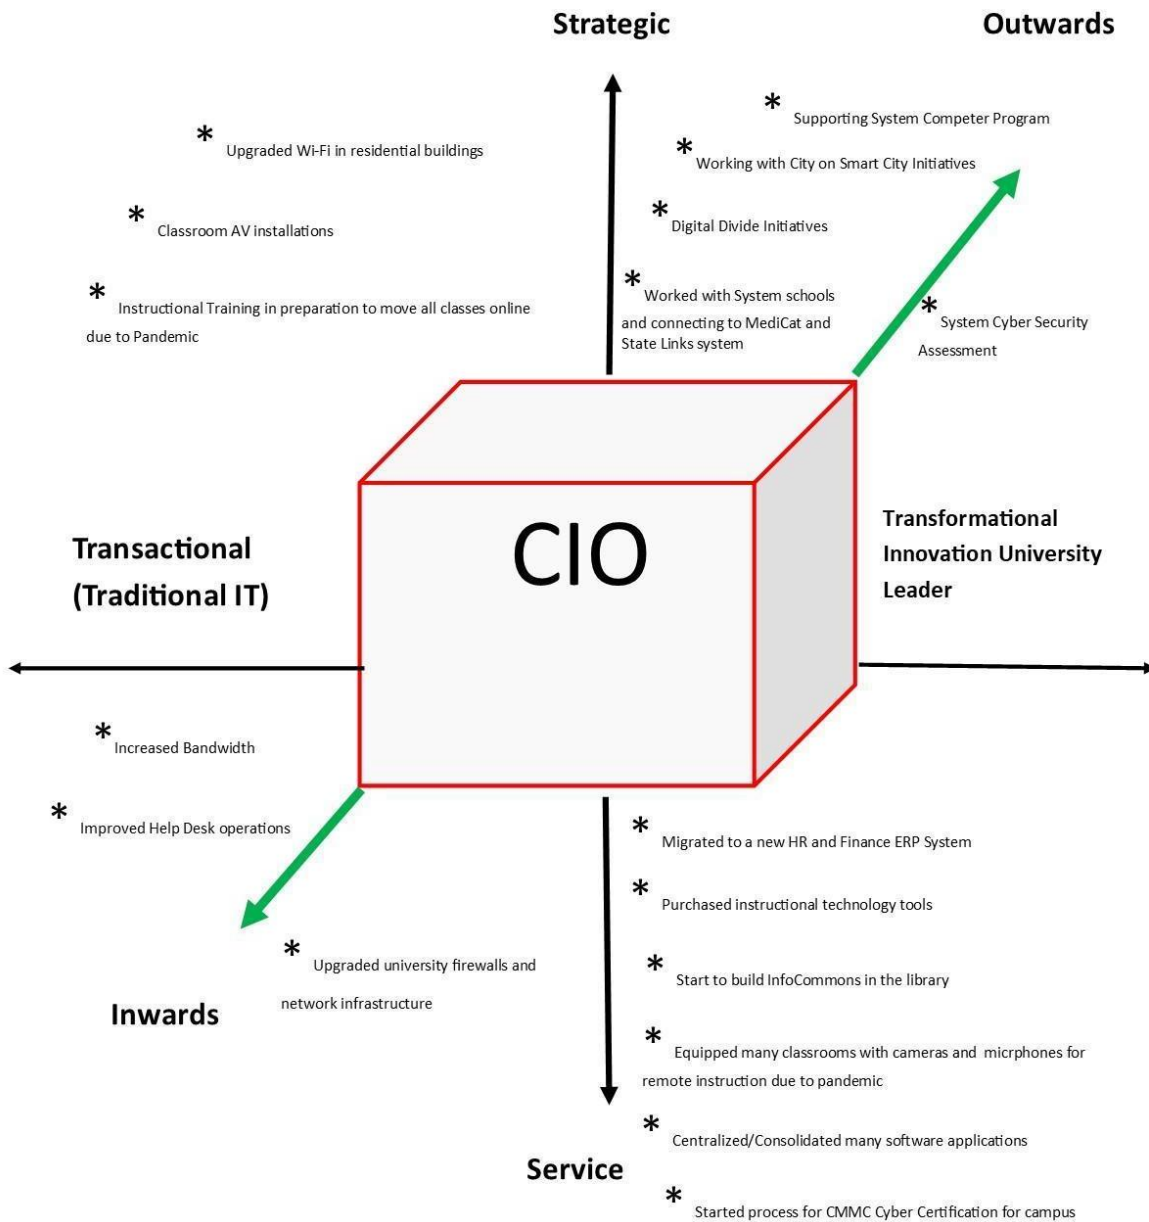 Strategic
Outwards
* Supporting System Competer Program
* Upgraded Wi-Fi in residential buildings
* Working with City on Smart City Initiatives
* Classroom AV installations
* Digital Divide Initiatives
* Instructional Training in preparation to move all classes online
due to Pandemic
* Worked with System schools
and connecting to MediCat and
State Links system
* System Cyber Security
Assessment
CIO
Transactional
(Traditional IT)
Transformational
Innovation University
Leader
* Increased Bandwidth
* Improved Help Desk operations
* Upgraded university firewalls and
network infrastructure
Inwards
* Migrated to a new HR and Finance ERP System
* Purchased instructional technology tools
* Start to build InfoCommons in the library
* Equipped many classrooms with cameras and micrphones for
remote instruction due to pandemic
* Centralized/Consolidated many software applications
Service
* Started process for CMMC Cyber Certification for campus